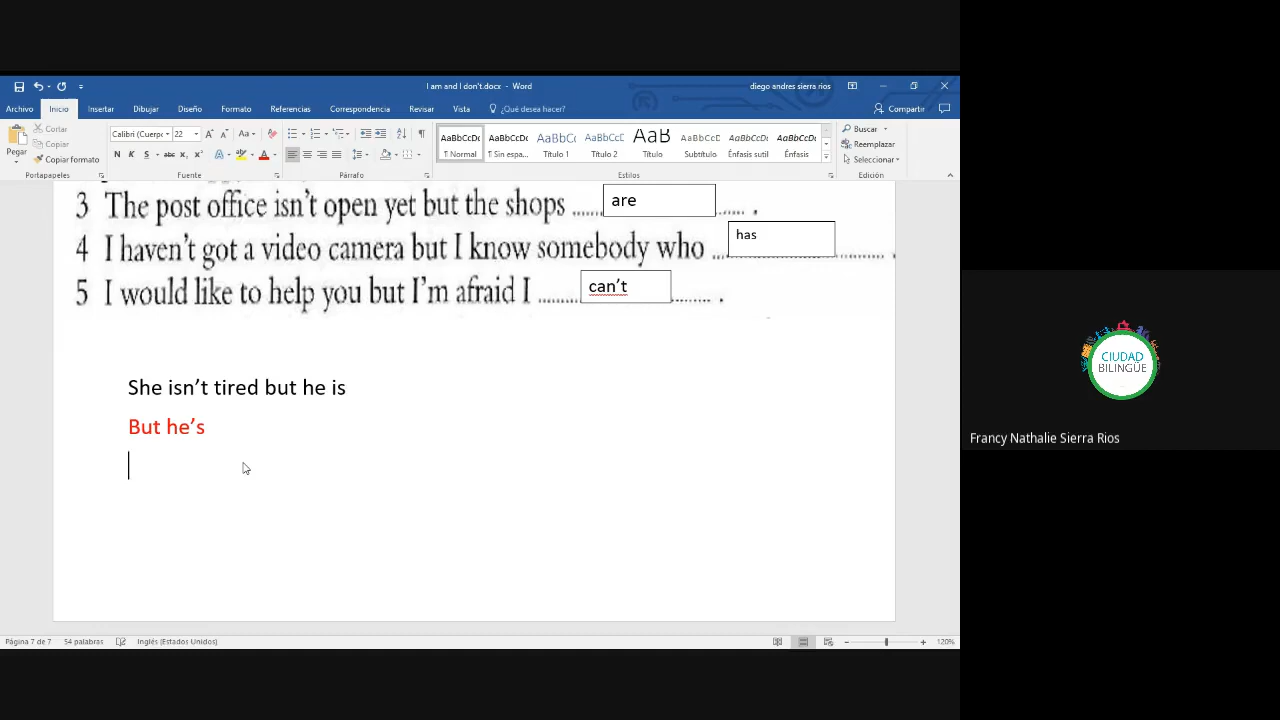 I am and I don't.docx - Word
diego andres sierra rios
Archivo Inicio Insertar Dibujar Diseño Formato Referencias Correspondencia Revisar Vista ¿Qué desea hacer? Compartir
Pegar
Cortar
Copiar
Copiar formato
Portapapeles
Calibri (Cuerpo 22
Aa
N K S abc x₂ x² A A
Fuente
Párrafo
AaBbCcDc AaBbCcDc AaBbC( AaBbCcC AaB AaBbCcC AaBbCcDc AaBbCcDc
¶ Normal ¶ Sin espa... Título 1 Título 2 Título Subtítulo Énfasis sutil Énfasis
Estilos
Buscar
Reemplazar
Seleccionar
Edición
3 The post office isn't open yet but the shops ...... are ...... .
4 I haven't got a video camera but I know somebody who ... has ............ .
5 I would like to help you but I'm afraid I ......... can't ........ .
She isn't tired but he is
But he's
CIUDAD
BILINGÜE
Francy Nathalie Sierra Rios
Página 7 de 7 54 palabras Inglés (Estados Unidos) 120%